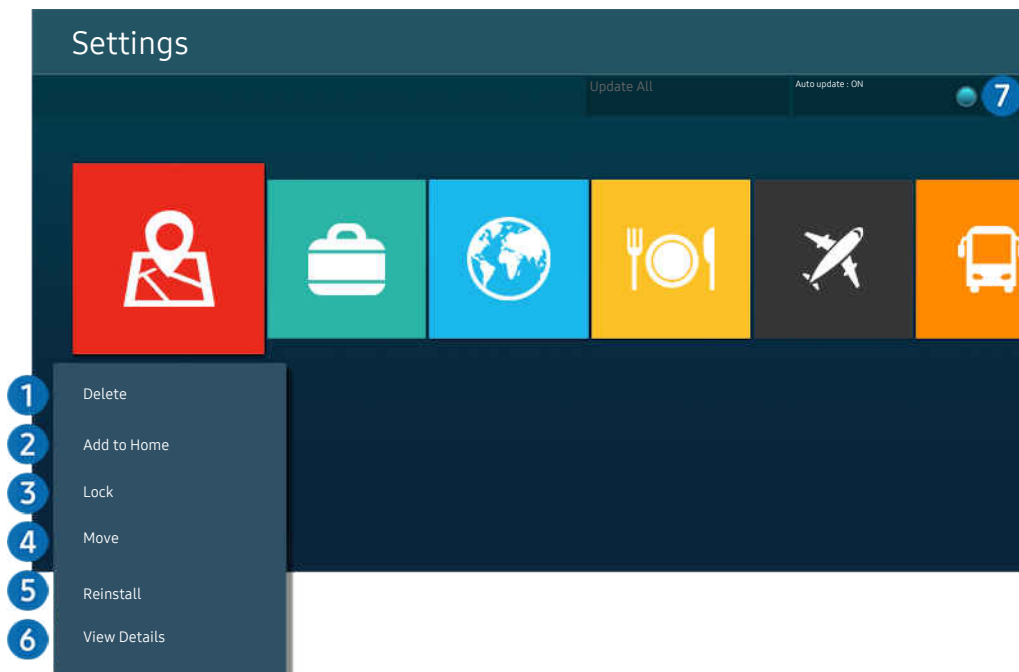 Settings
Update All
Auto update : ON
7
1 Delete
2 Add to Home
3 Lock
4 Move
5 Reinstall
6 View Details